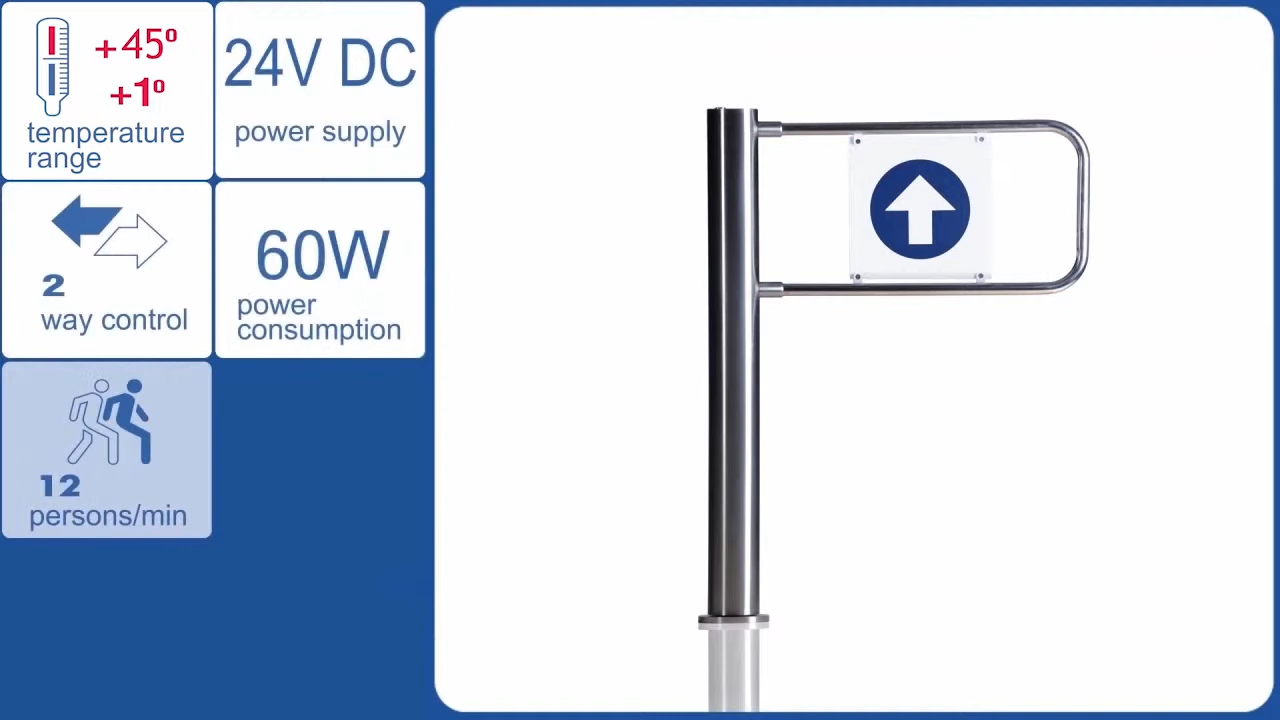 +45º
+1º
temperature
range
24V DC
power supply
2
way control
60W
power
consumption
12
persons/min